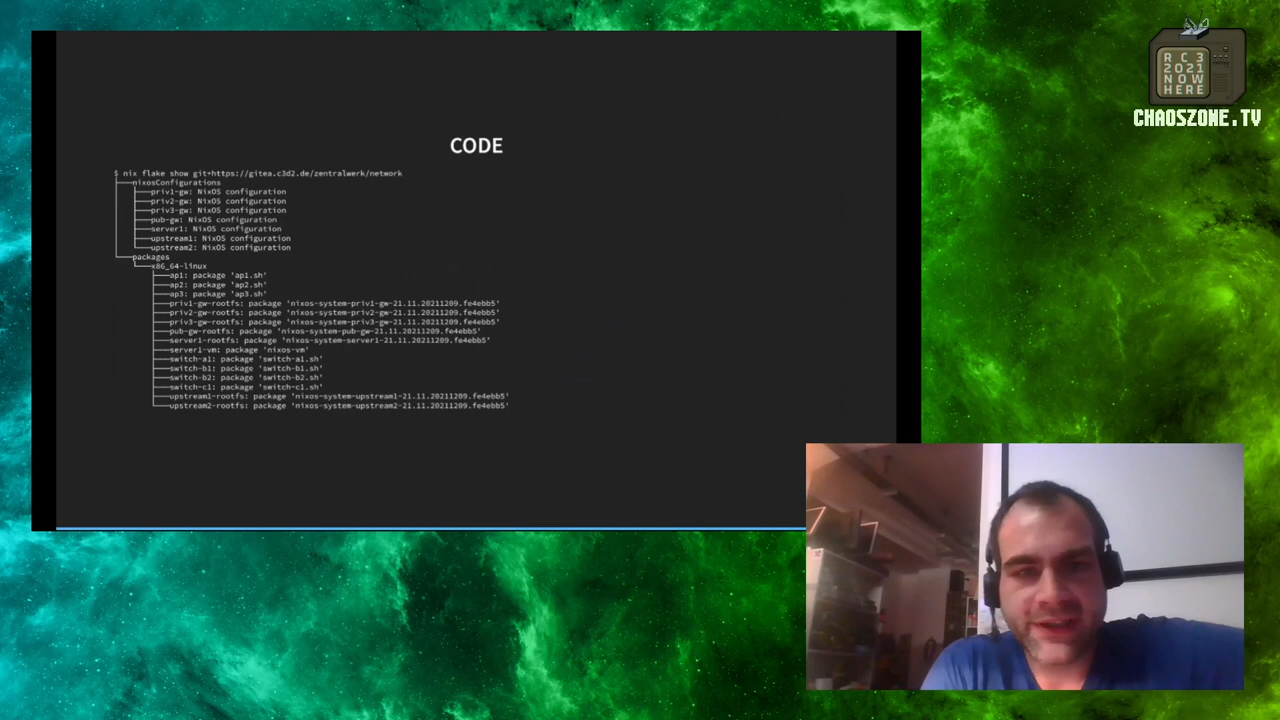 CODE
$ nix flake show git+https://gitea.c3d2.de/zentralwerk/network
├───nixosConfigurations
│   ├───priv1-gw: NixOS configuration
│   ├───priv2-gw: NixOS configuration
│   ├───priv3-gw: NixOS configuration
│   ├───pub-gw: NixOS configuration
│   ├───server1: NixOS configuration
│   ├───upstream1: NixOS configuration
│   └───upstream2: NixOS configuration
└───packages
    └───x86_64-linux
        ├───ap1: package 'ap1.sh'
        ├───ap2: package 'ap2.sh'
        ├───ap3: package 'ap3.sh'
        ├───priv1-gw-rootfs: package 'nixos-system-priv1-gw-21.11.20211209.fe4ebb5'
        ├───priv2-gw-rootfs: package 'nixos-system-priv2-gw-21.11.20211209.fe4ebb5'
        ├───priv3-gw-rootfs: package 'nixos-system-priv3-gw-21.11.20211209.fe4ebb5'
        ├───pub-gw-rootfs: package 'nixos-system-pub-gw-21.11.20211209.fe4ebb5'
        ├───server1-rootfs: package 'nixos-system-server1-21.11.20211209.fe4ebb5'
        ├───server1-vm: package 'nixos-vm'
        ├───switch-a1: package 'switch-a1.sh'
        ├───switch-b1: package 'switch-b1.sh'
        ├───switch-b2: package 'switch-b2.sh'
        ├───switch-c1: package 'switch-c1.sh'
        ├───upstream1-rootfs: package 'nixos-system-upstream1-21.11.20211209.fe4ebb5'
        └───upstream2-rootfs: package 'nixos-system-upstream2-21.11.20211209.fe4ebb5'
RC3
2021
NOW
HERE
CHAOSZONE.TV